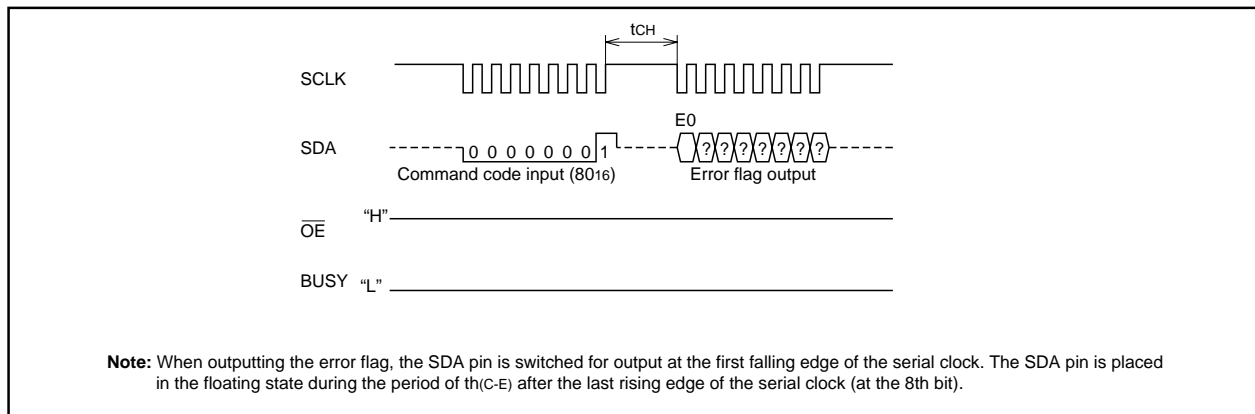 tCH
SCLK
E0
SDA
0 0 0 0 0 0 0 1
? ? ? ? ? ? ?
Command code input (8016)
Error flag output
OE
“H”
BUSY
“L”
Note: When outputting the error flag, the SDA pin is switched for output at the first falling edge of the serial clock. The SDA pin is placed
in the floating state during the period of th(C-E) after the last rising edge of the serial clock (at the 8th bit).